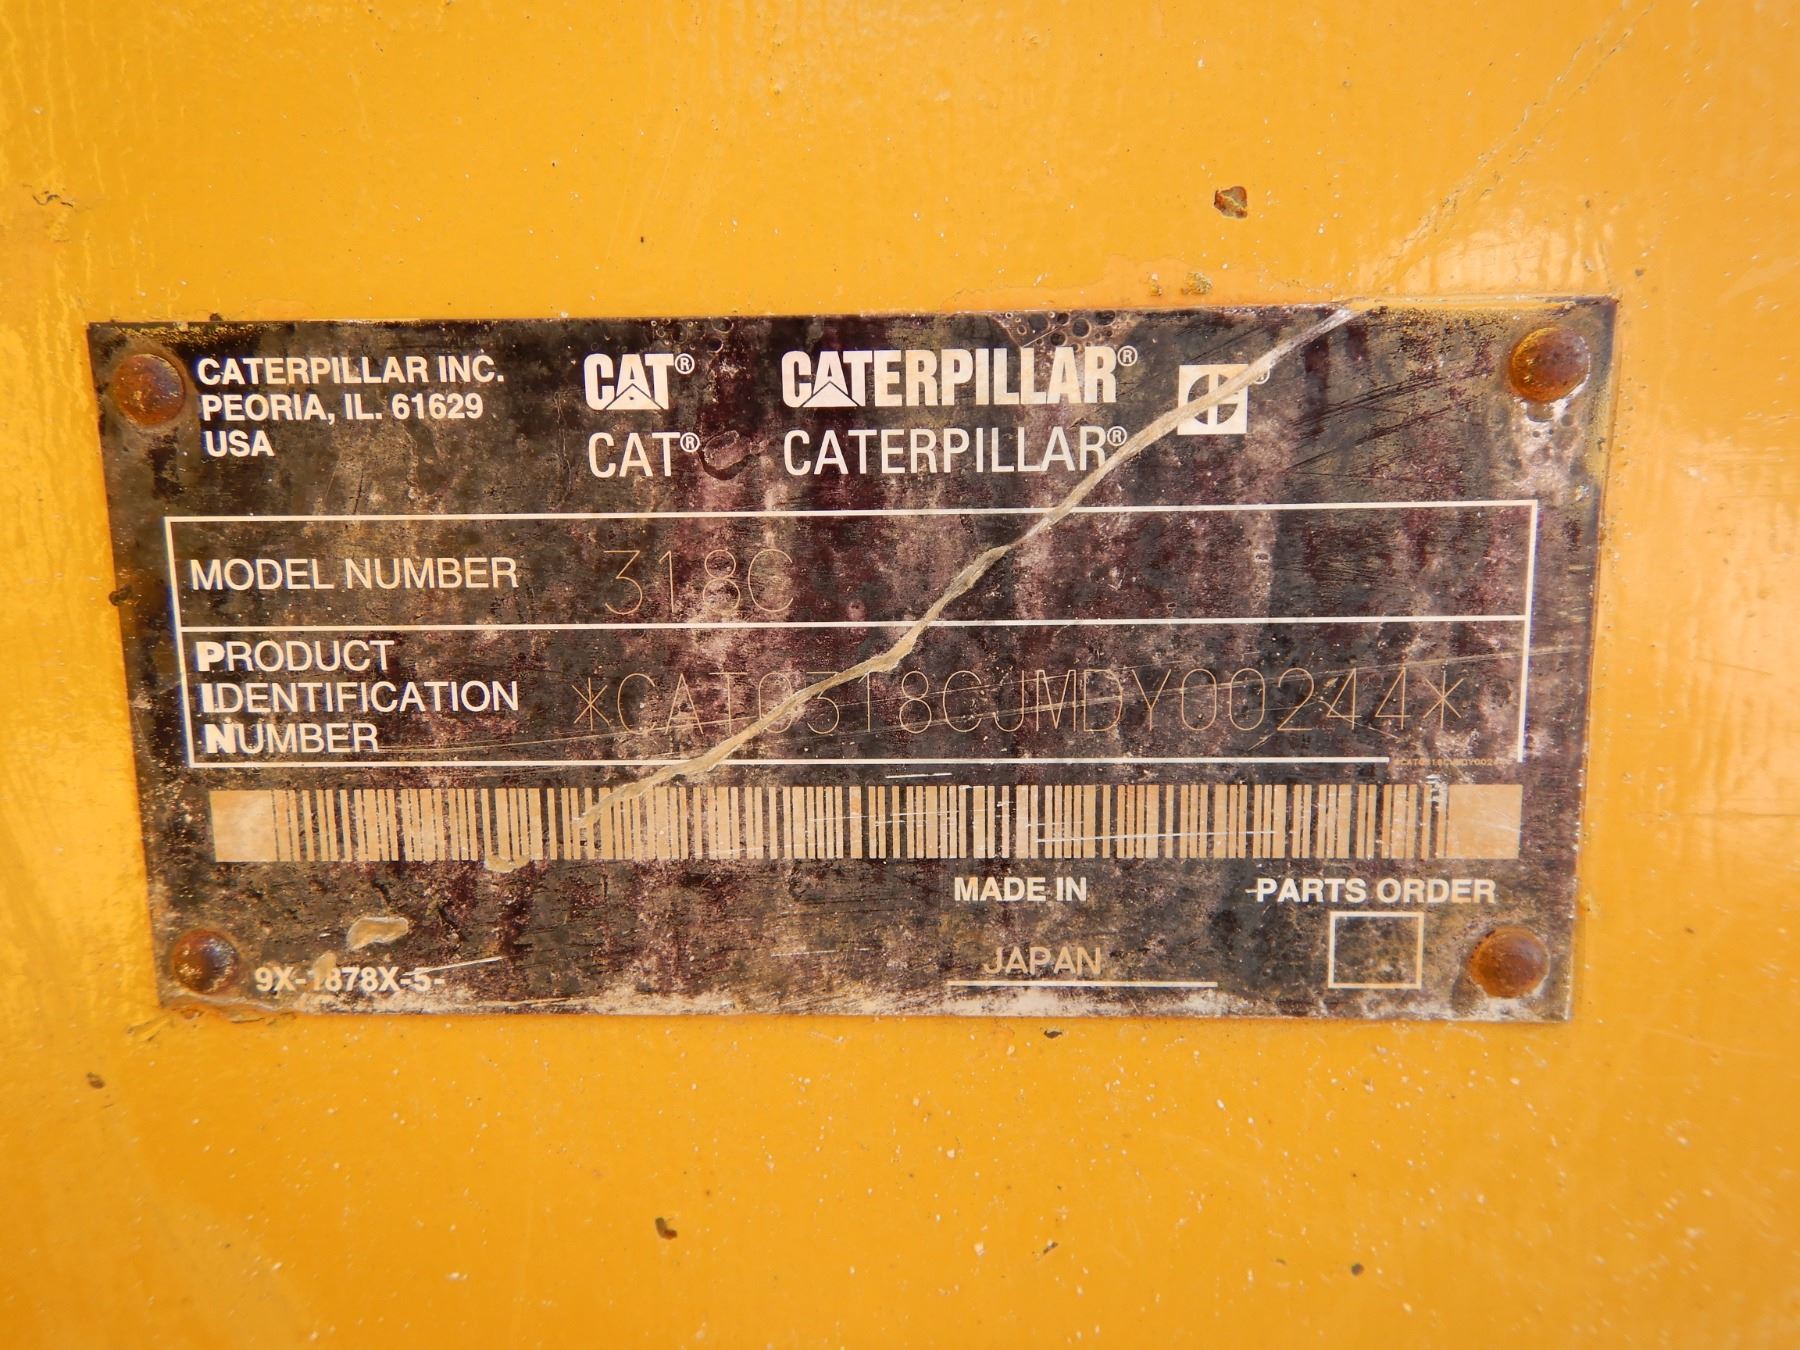 CATERPILLAR INC.
PEORIA, IL. 61629
USA
CAT® CATERPILLAR®
CAT® CATERPILLAR®
MODEL NUMBER 318C
PRODUCT
IDENTIFICATION
NUMBER
*CAT0318CJMDY00244*
MADE IN
JAPAN
PARTS ORDER
9X-1878X-5-